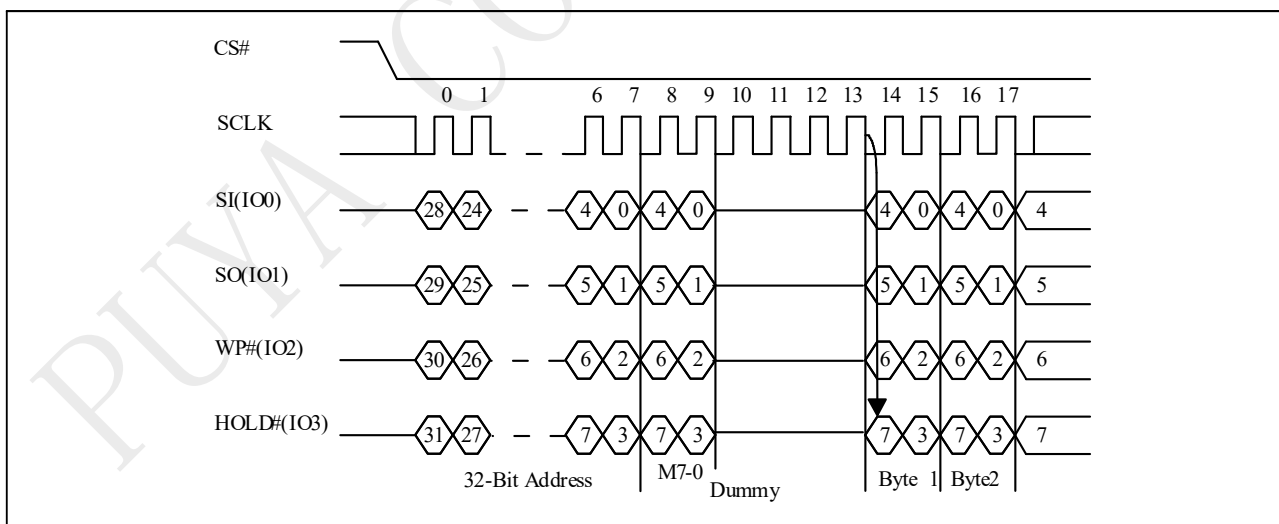 PUYA CO
CS#
0 1 6 7 8 9 10 11 12 13 14 15 16 17
SCLK
SI(IO0) 28 24 4 0 4 0 4 0 4 0 4
SO(IO1) 29 25 5 1 5 1 5 1 5 1 5
WP#(IO2) 30 26 6 2 6 2 6 2 6 2 6
HOLD#(IO3) 31 27 7 3 7 3 7 3 7 3 7
32-Bit Address M7-0 Dummy Byte 1 Byte2